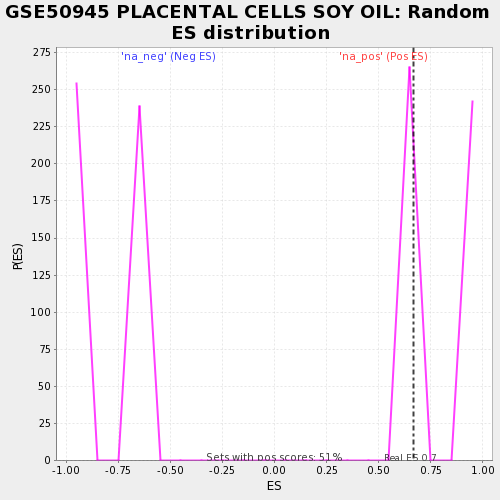 GSE50945 PLACENTAL CELLS SOY OIL: Random
ES distribution
'na_neg' (Neg ES)
'na_pos' (Pos ES)
275
250
225
200
175
150
125
100
75
50
25
0
P(ES)
Sets with pos scores: 51%
Real ES 0.7
-1.00
-0.75
-0.50
-0.25
0.00
0.25
0.50
0.75
1.00
ES